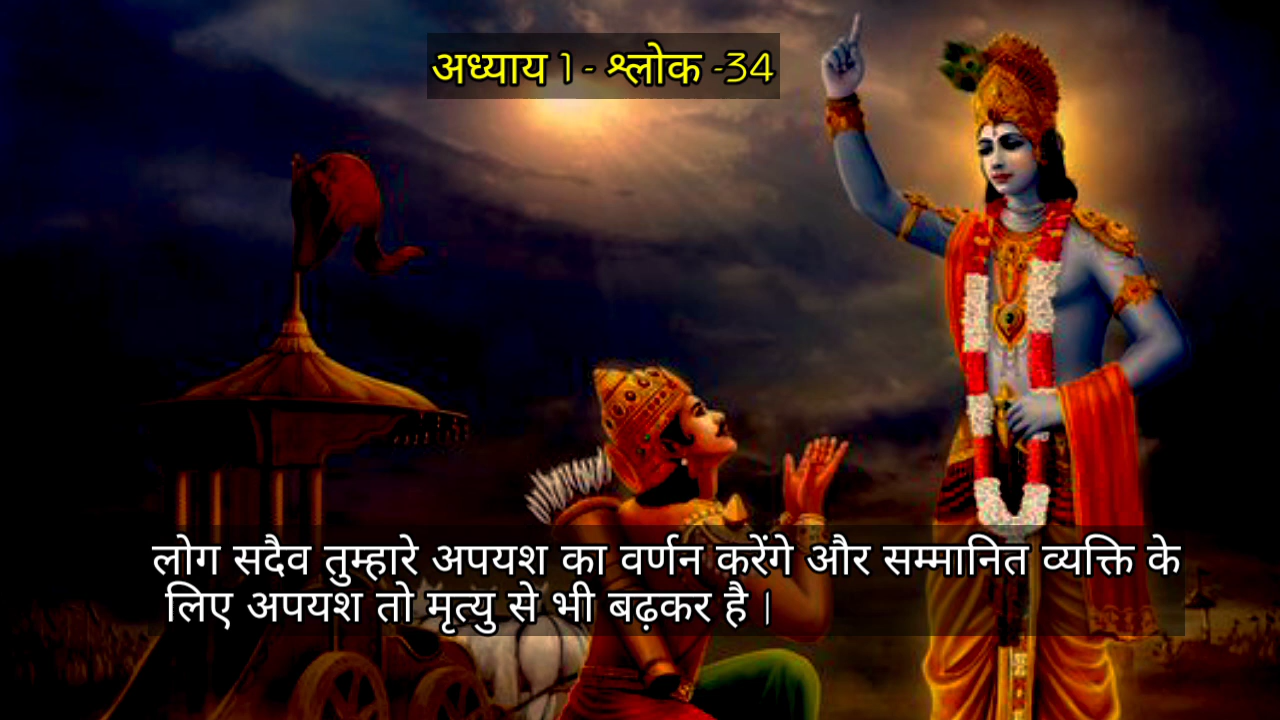 अध्याय 1 - श्लोक -34
लोग सदैव तुम्हारे अपयश का वर्णन करेंगे और सम्मानित व्यक्ति के
लिए अपयश तो मृत्यु से भी बढ़कर है |